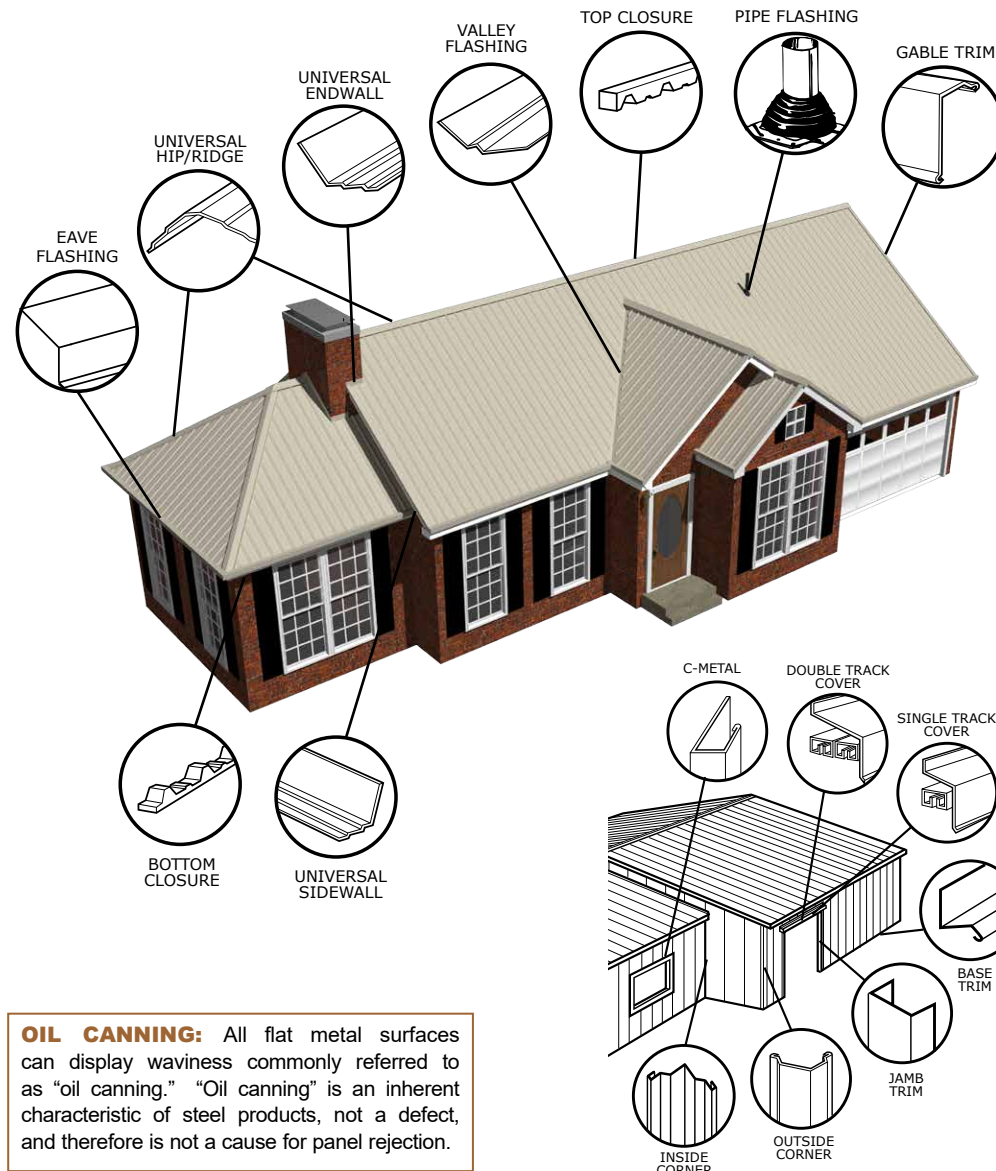 TOP CLOSURE
PIPE FLASHING
VALLEY
FLASHING
GABLE TRIM
UNIVERSAL
ENDWALL
UNIVERSAL
HIP/RIDGE
EAVE
FLASHING
C-METAL
DOUBLE TRACK
COVER
SINGLE TRACK
COVER
BOTTOM
CLOSURE
UNIVERSAL
SIDEWALL
BASE
TRIM
JAMB
TRIM
OUTSIDE
CORNER
INSIDE
CORNER
OIL CANNING: All flat metal surfaces
can display waviness commonly referred to
as “oil canning.” “Oil canning” is an inherent
characteristic of steel products, not a defect,
and therefore is not a cause for panel rejection.